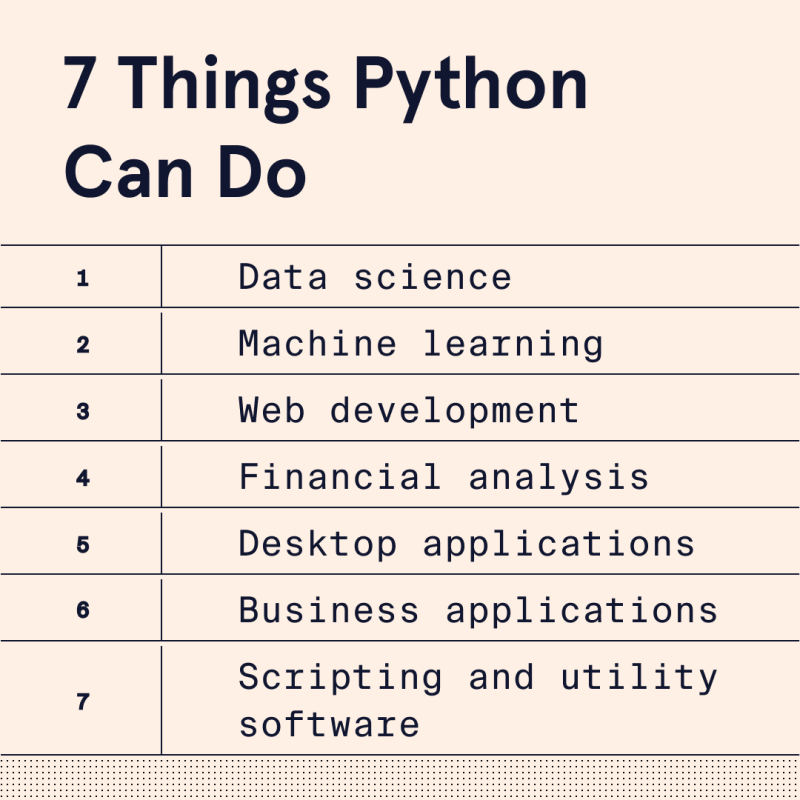 7 Things Python
Can Do
1 Data science
2 Machine learning
3 Web development
4 Financial analysis
5 Desktop applications
6 Business applications
7 Scripting and utility
software